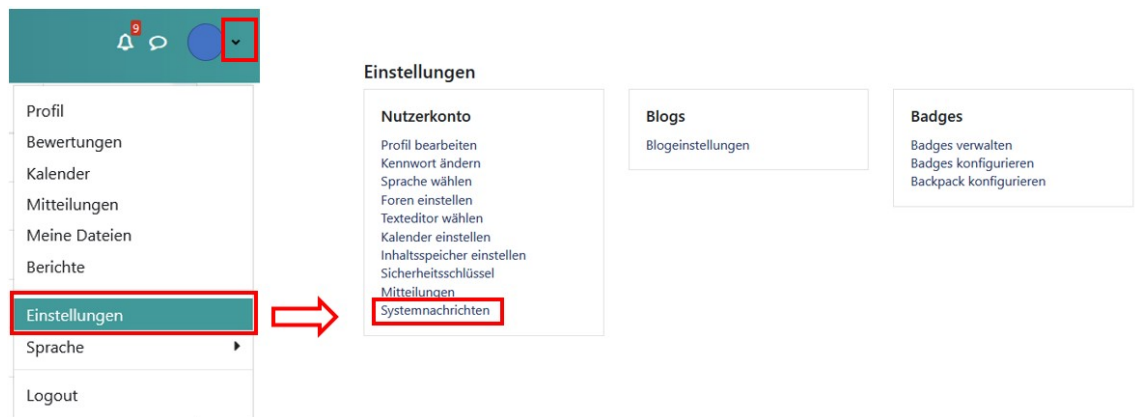 9
Profil
Bewertungen
Kalender
Mitteilungen
Meine Dateien
Berichte
Einstellungen
Sprache
Logout
Einstellungen
Nutzerkonto
Profil bearbeiten
Kennwort ändern
Sprache wählen
Foren einstellen
Texteditor wählen
Kalender einstellen
Inhaltsspeicher einstellen
Sicherheitsschlüssel
Mitteilungen
Systemnachrichten
Blogs
Blogeinstellungen
Badges
Badges verwalten
Badges konfigurieren
Backpack konfigurieren